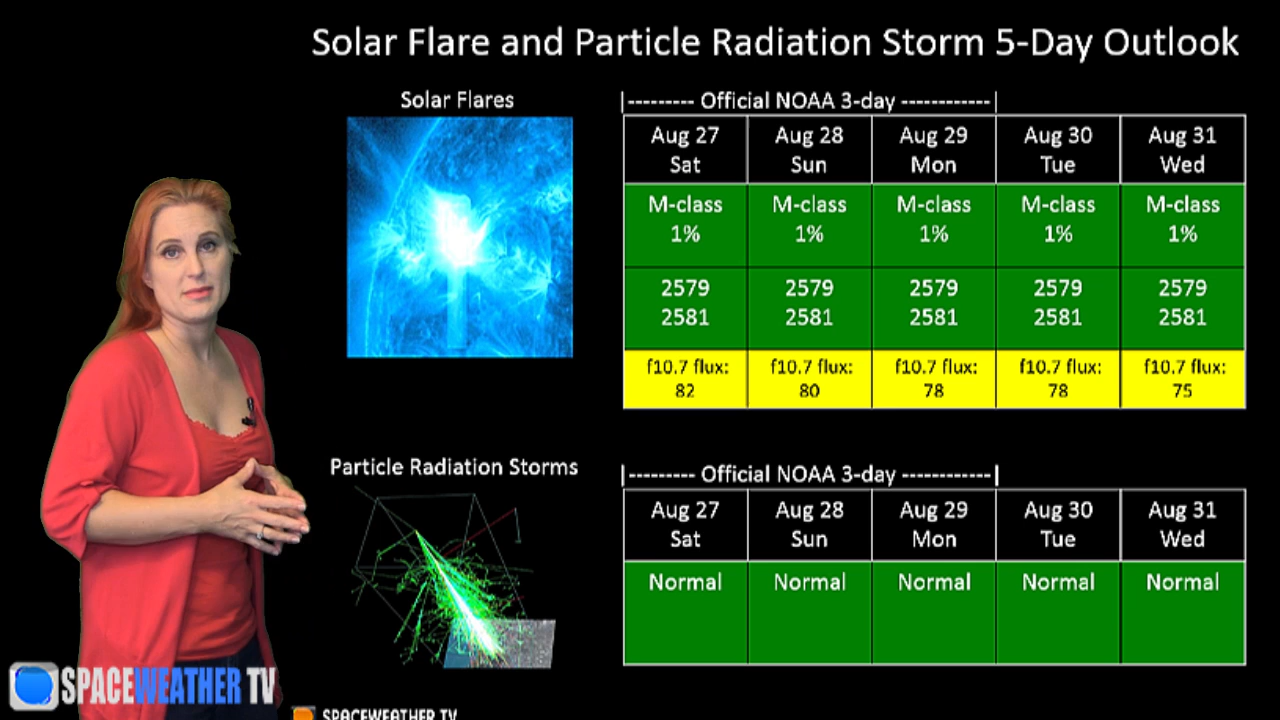 Solar Flare and Particle Radiation Storm 5-Day Outlook
Solar Flares
|--------- Official NOAA 3-day ------------|
Aug 27 Aug 28 Aug 29 Aug 30 Aug 31
Sat Sun Mon Tue Wed
M-class M-class M-class M-class M-class
1% 1% 1% 1% 1%
2579 2579 2579 2579 2579
2581 2581 2581 2581 2581
f10.7 flux: f10.7 flux: f10.7 flux: f10.7 flux: f10.7 flux:
82 80 78 78 75
Particle Radiation Storms
|--------- Official NOAA 3-day ------------|
Aug 27 Aug 28 Aug 29 Aug 30 Aug 31
Sat Sun Mon Tue Wed
Normal Normal Normal Normal Normal
SPACEWEATHER TV
SPACEWEATHER.TV